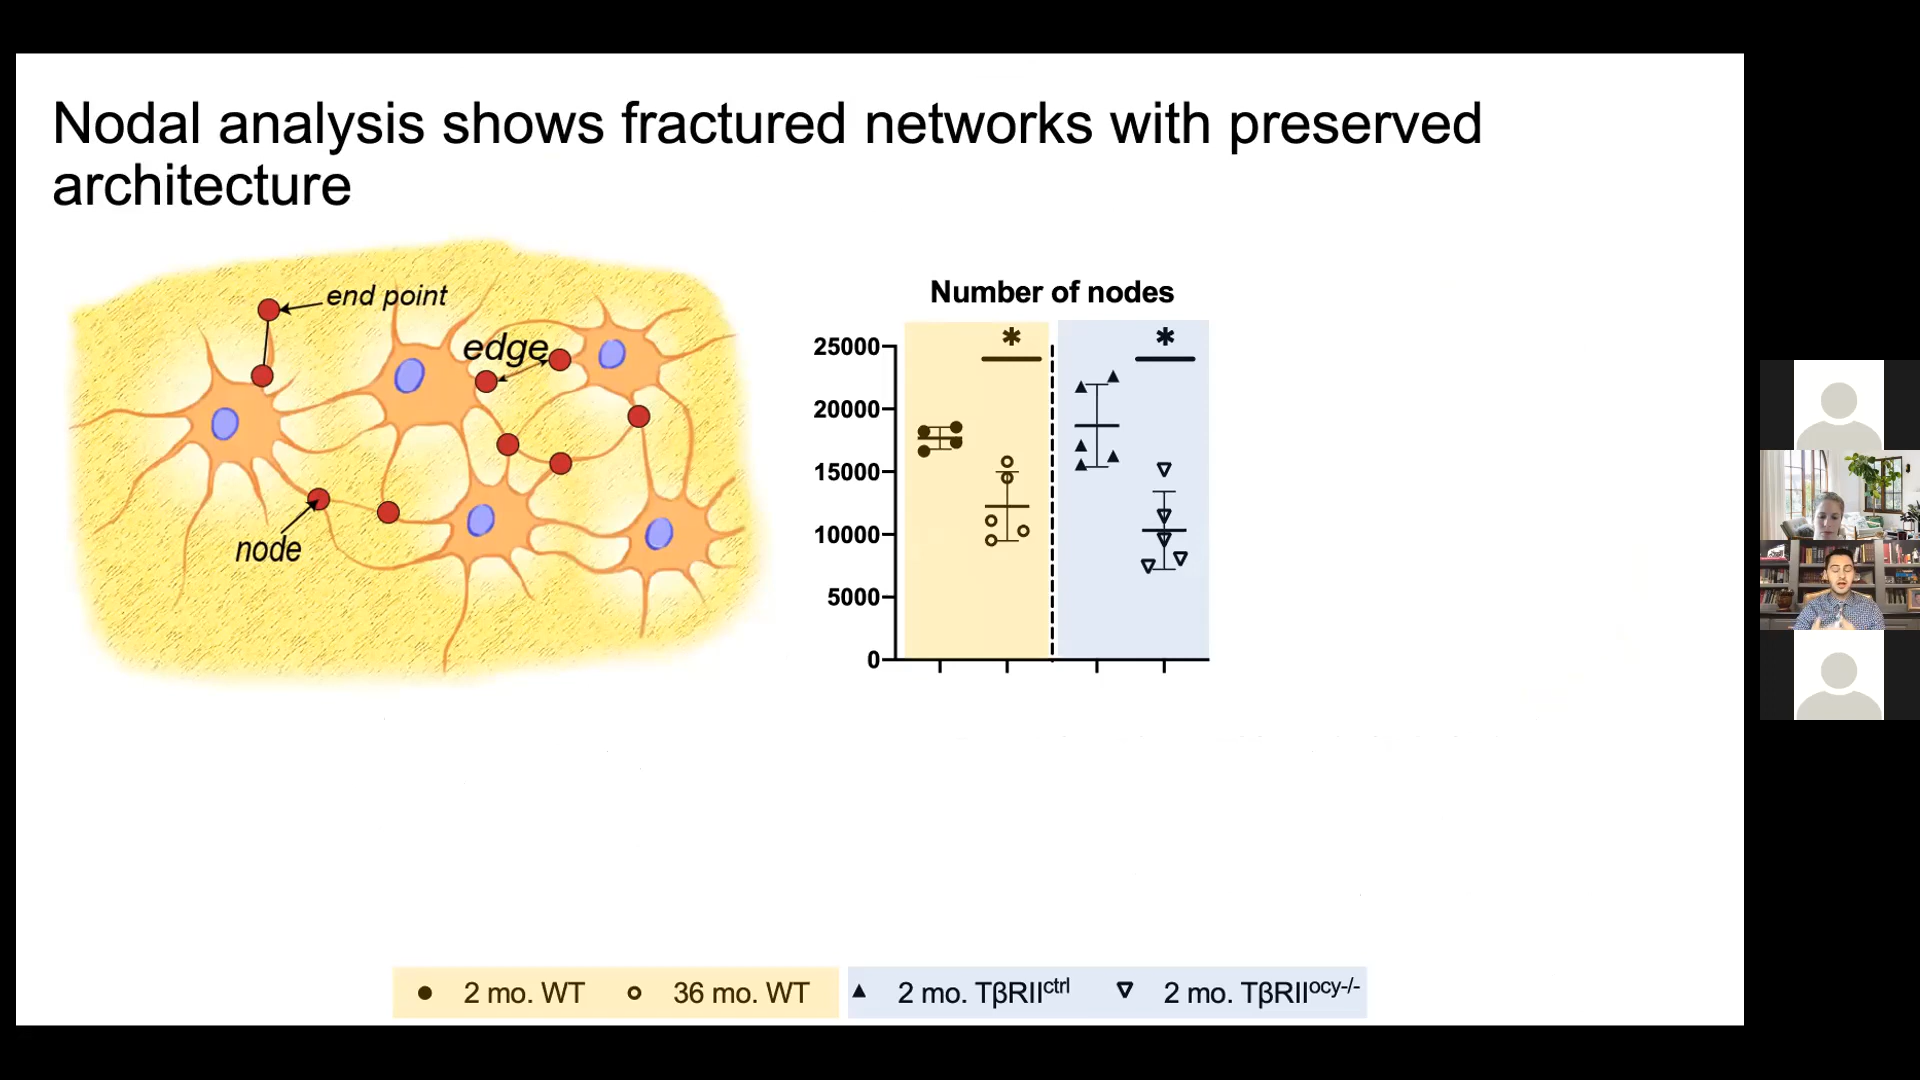 Nodal analysis shows fractured networks with preserved
architecture
end point
edge
node
Number of nodes
*
*
25000
20000
15000
10000
5000
0
2 mo. WT
36 mo. WT
2 mo. TβRIIctrl
2 mo. TβRIIocy-/-